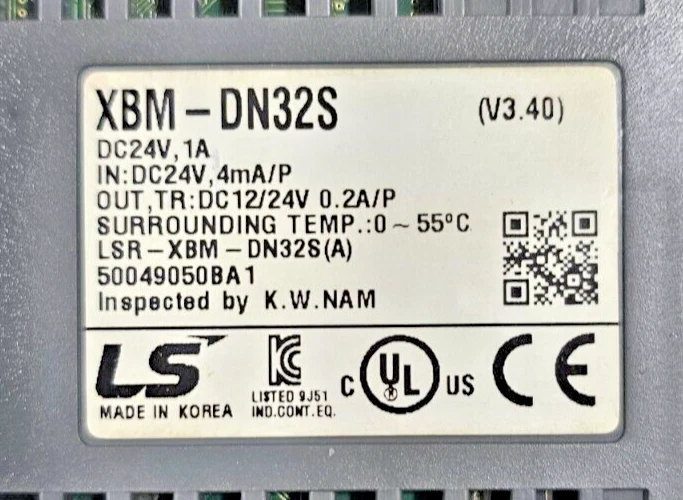 XBM-DN32S (V3.40)
DC24V, 1A
IN:DC24V, 4mA/P
OUT, TR:DC12/24V 0.2A/P
SURROUNDING TEMP.:0~55°C
LSR-XBM-DN32S(A)
50049050BA1
Inspected by K.W.NAM
LS KC C UL ® US CE
LISTED 9J51
MADE IN KOREA IND.CONT.EQ.